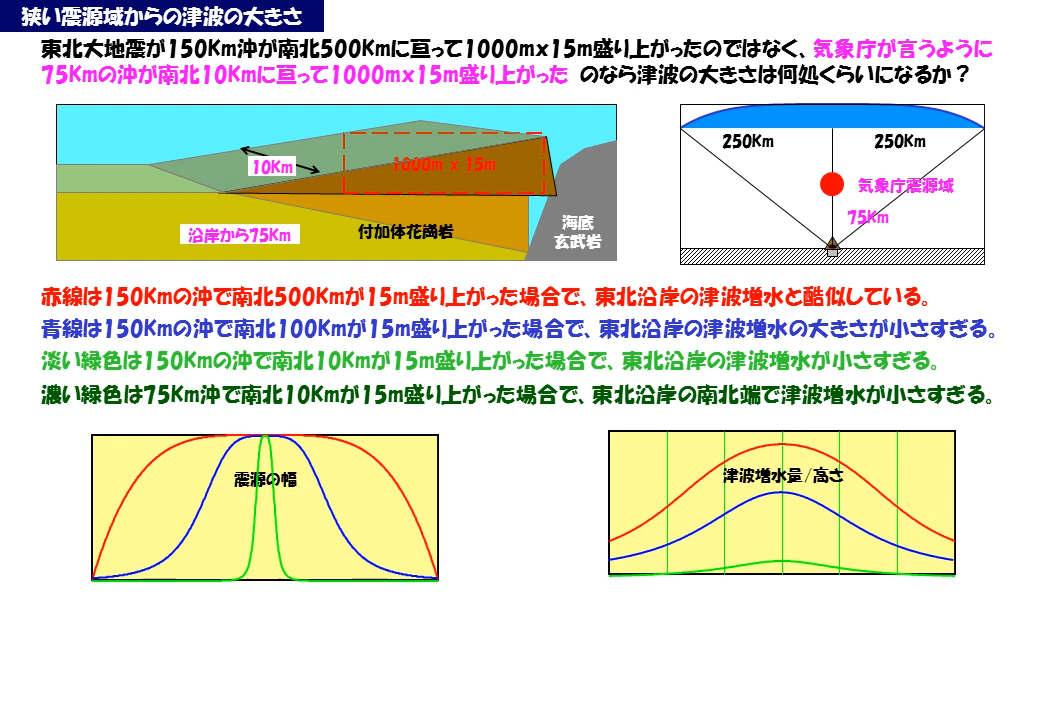 狭い震源域からの津波の大きさ
東北大地震が150Km沖が南北500Kmに亘って1000mx15m盛り上がったのではなく、気象庁が言うように
75Kmの沖が南北10Kmに亘って1000mx15m盛り上がった のなら津波の大きさは何処くらいになるか？
10Km
1000m x 15m
沿岸から75Km
付加体花崗岩
海底
玄武岩
250Km
250Km
気象庁震源域
75Km
赤線は150Kmの沖で南北500Kmが15m盛り上がった場合で、東北沿岸の津波増水と酷似している。
青線は150Kmの沖で南北100Kmが15m盛り上がった場合で、東北沿岸の津波増水の大きさが小さすぎる。
淡い緑色は150Kmの沖で南北10Kmが15m盛り上がった場合で、東北沿岸の津波増水が小さすぎる。
濃い緑色は75Km沖で南北10Kmが15m盛り上がった場合で、東北沿岸の南北端で津波増水が小さすぎる。
震源の幅
津波増水量/高さ